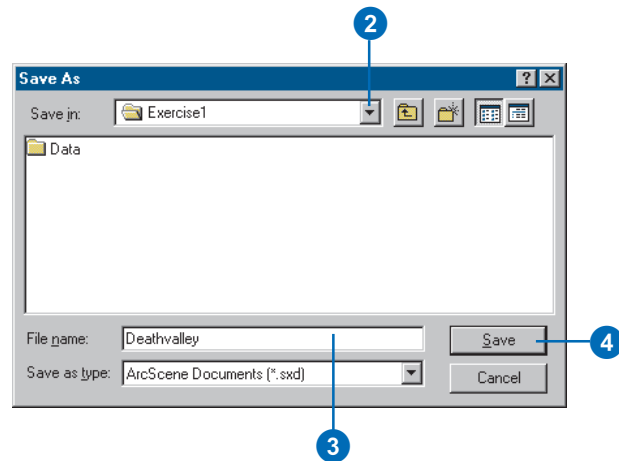 2
Save As
Save in: Exercise1
Data
File name: Deathvalley Save
Save as type: ArcScene Documents (*.sxd) Cancel
4
3